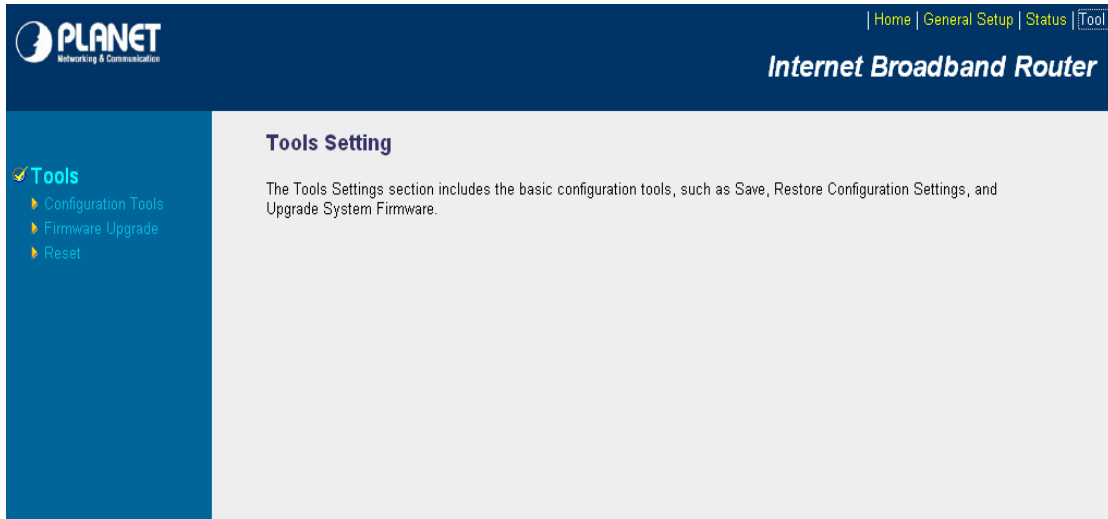 PLANET
Networking & Communication
| Home | General Setup | Status | Tool
Internet Broadband Router
Tools
Configuration Tools
Firmware Upgrade
Reset
Tools Setting
The Tools Settings section includes the basic configuration tools, such as Save, Restore Configuration Settings, and
Upgrade System Firmware.